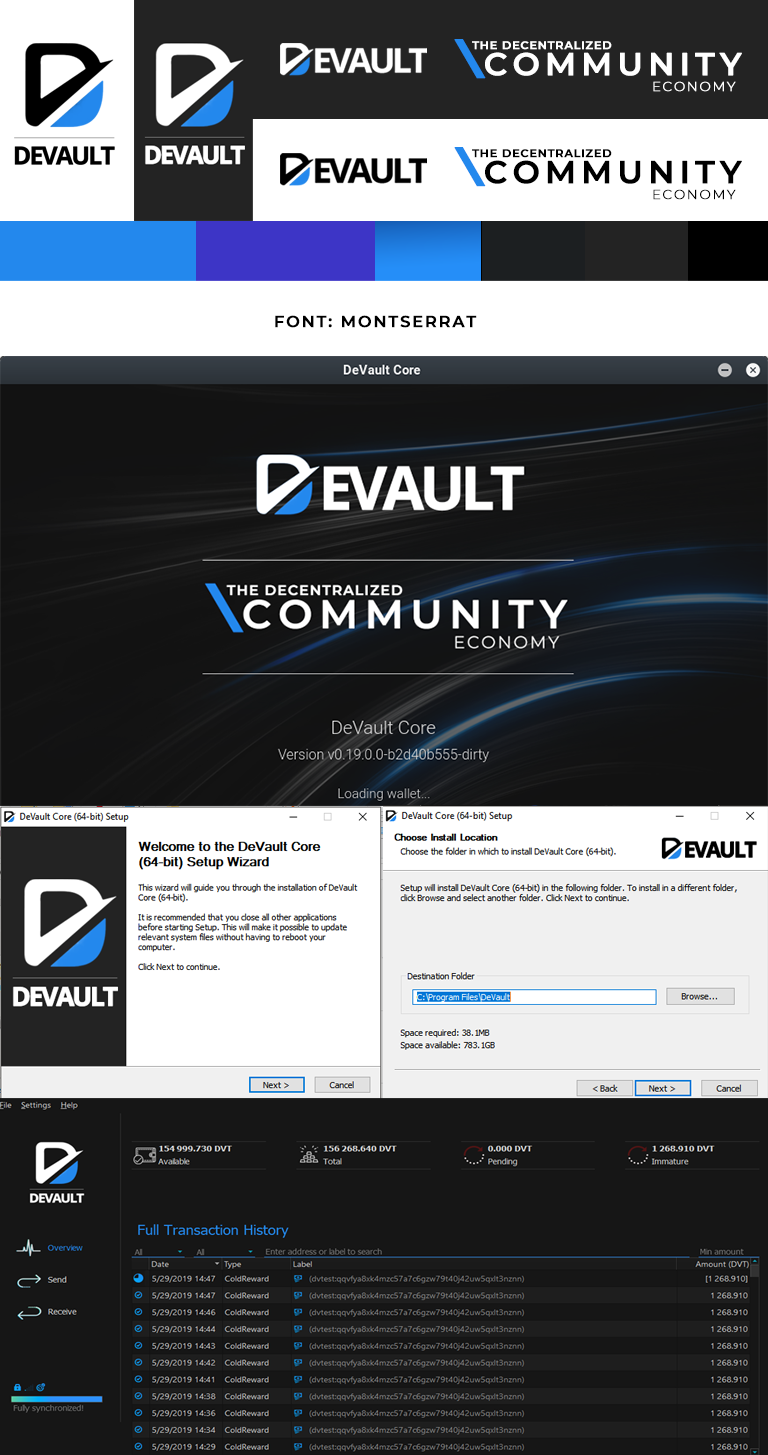 DEVAULT
DEVAULT
DEVAULT
THE DECENTRALIZED
COMMUNITY
ECONOMY
DEVAULT
THE DECENTRALIZED
COMMUNITY
ECONOMY
FONT: MONTSERRAT
DeVault Core
DEVAULT
THE DECENTRALIZED
COMMUNITY
ECONOMY
DeVault Core
Version v0.19.0.0-b2d40b555-dirty
Loading wallet...
DeVault Core (64-bit) Setup
Welcome to the DeVault Core
(64-bit) Setup Wizard
This wizard will guide you through the installation of DeVault
Core (64-bit).
It is recommended that you close all other applications
before starting Setup. This will make it possible to update
relevant system files without having to reboot your
computer.
Click Next to continue.
DEVAULT
Next >
Cancel
DeVault Core (64-bit) Setup
Choose Install Location
Choose the folder in which to install DeVault Core (64-bit).
DEVAULT
Setup will install DeVault Core (64-bit) in the following folder. To install in a different folder,
click Browse and select another folder. Click Next to continue.
Destination Folder
C:\Program Files\DeVault
Browse...
Space required: 38.1MB
Space available: 783.1GB
< Back
Next >
Cancel
File Settings Help
DEVAULT
Overview
Send
Receive
Fully synchronized!
154 999.730 DVT
Available
156 268.640 DVT
Total
0.000 DVT
Pending
1 268.910 DVT
Immature
Full Transaction History
All All Enter address or label to search Min amount
Date Type Label Amount (DVT)
5/29/2019 14:47 ColdReward (dvtest:qqvfya8xk4mzc57a7c6gzw79t40j42uw5qxlt3nznn) [1 268.910]
5/29/2019 14:47 ColdReward (dvtest:qqvfya8xk4mzc57a7c6gzw79t40j42uw5qxlt3nznn) 1 268.910
5/29/2019 14:46 ColdReward (dvtest:qqvfya8xk4mzc57a7c6gzw79t40j42uw5qxlt3nznn) 1 268.910
5/29/2019 14:44 ColdReward (dvtest:qqvfya8xk4mzc57a7c6gzw79t40j42uw5qxlt3nznn) 1 268.910
5/29/2019 14:43 ColdReward (dvtest:qqvfya8xk4mzc57a7c6gzw79t40j42uw5qxlt3nznn) 1 268.910
5/29/2019 14:42 ColdReward (dvtest:qqvfya8xk4mzc57a7c6gzw79t40j42uw5qxlt3nznn) 1 268.910
5/29/2019 14:41 ColdReward (dvtest:qqvfya8xk4mzc57a7c6gzw79t40j42uw5qxlt3nznn) 1 268.910
5/29/2019 14:38 ColdReward (dvtest:qqvfya8xk4mzc57a7c6gzw79t40j42uw5qxlt3nznn) 1 268.910
5/29/2019 14:36 ColdReward (dvtest:qqvfya8xk4mzc57a7c6gzw79t40j42uw5qxlt3nznn) 1 268.910
5/29/2019 14:34 ColdReward (dvtest:qqvfya8xk4mzc57a7c6gzw79t40j42uw5qxlt3nznn) 1 268.910
5/29/2019 14:29 ColdReward (dvtest:qqvfya8xk4mzc57a7c6gzw79t40j42uw5qxlt3nznn) 1 268.910